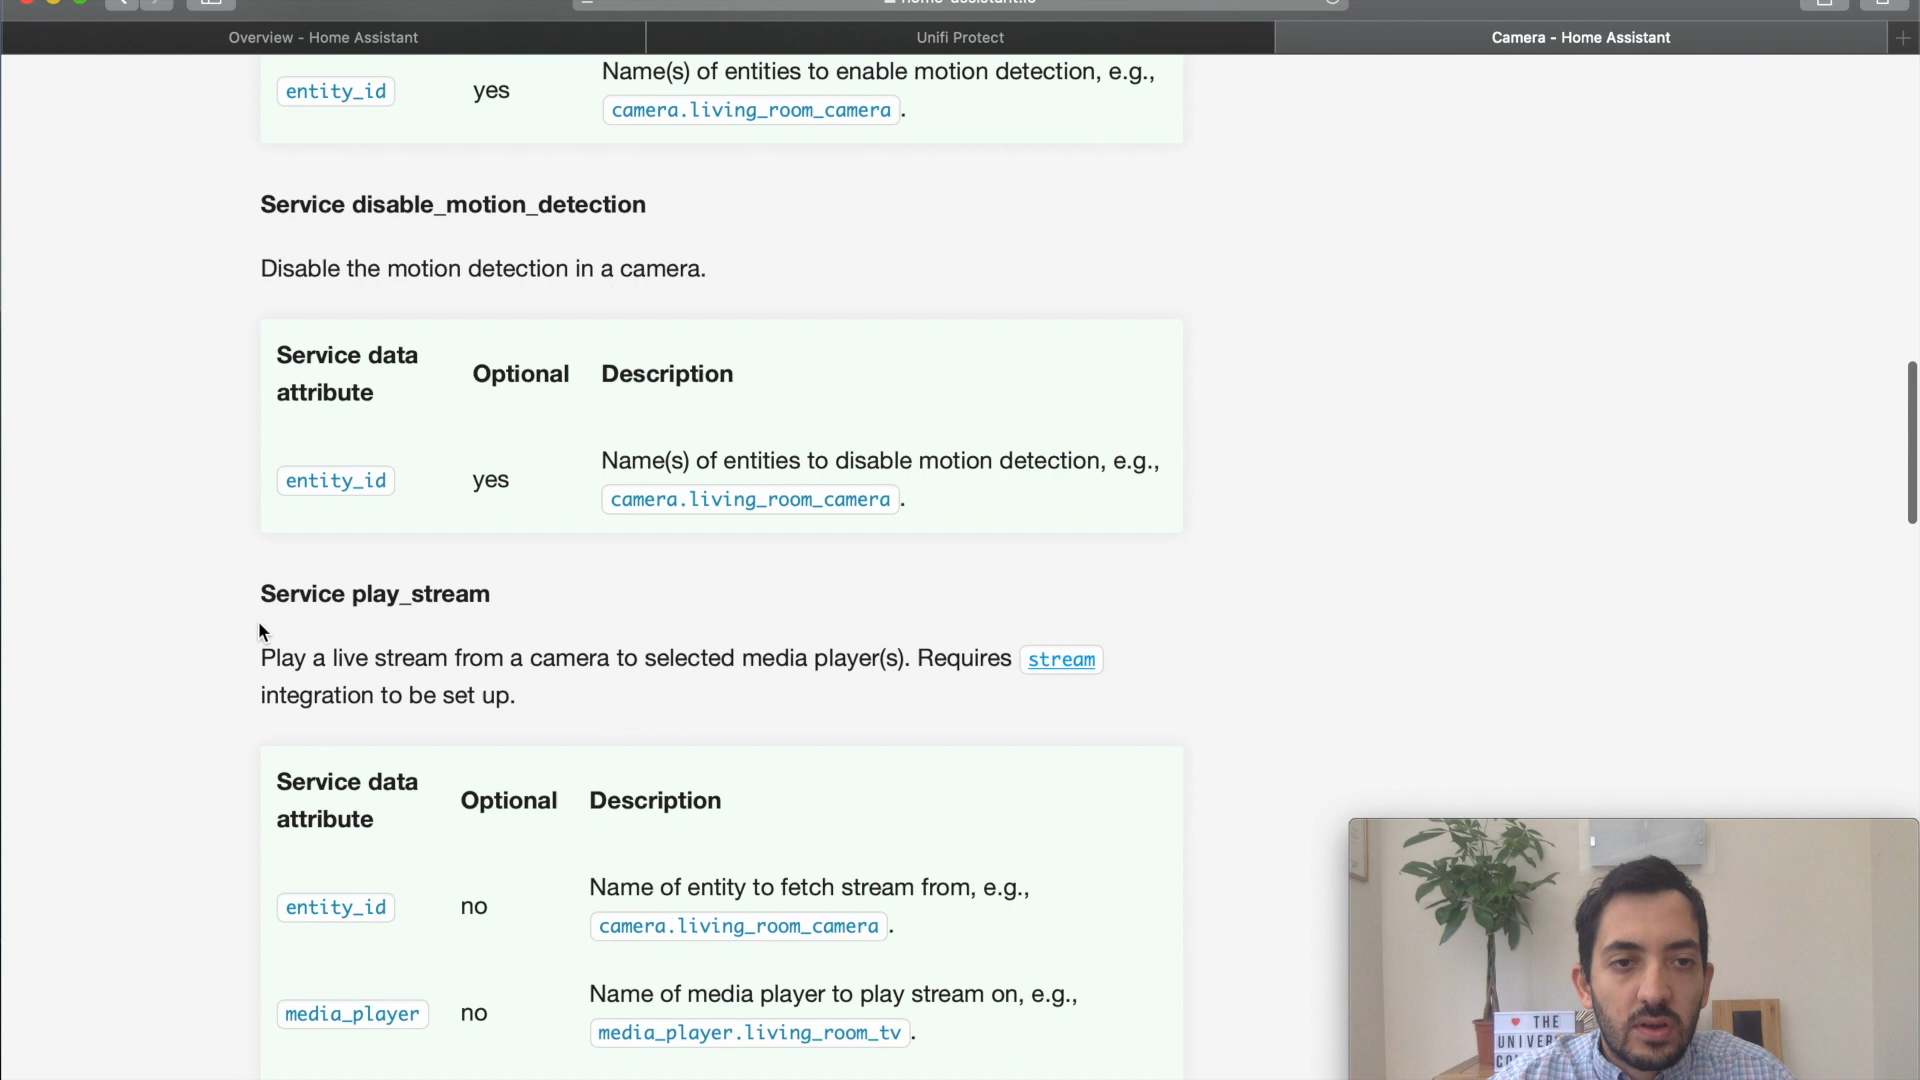 Overview - Home Assistant
Unifi Protect
Camera - Home Assistant
Name(s) of entities to enable motion detection, e.g.,
entity_id yes
camera.living_room_camera.
Service disable_motion_detection
Disable the motion detection in a camera.
Service data attribute Optional Description
entity_id yes
Name(s) of entities to disable motion detection, e.g.,
camera.living_room_camera.
Service play_stream
Play a live stream from a camera to selected media player(s). Requires stream
integration to be set up.
Service data attribute Optional Description
entity_id no
Name of entity to fetch stream from, e.g.,
camera.living_room_camera.
media_player no
Name of media player to play stream on, e.g.,
media_player.living_room_tv.
♥ THE